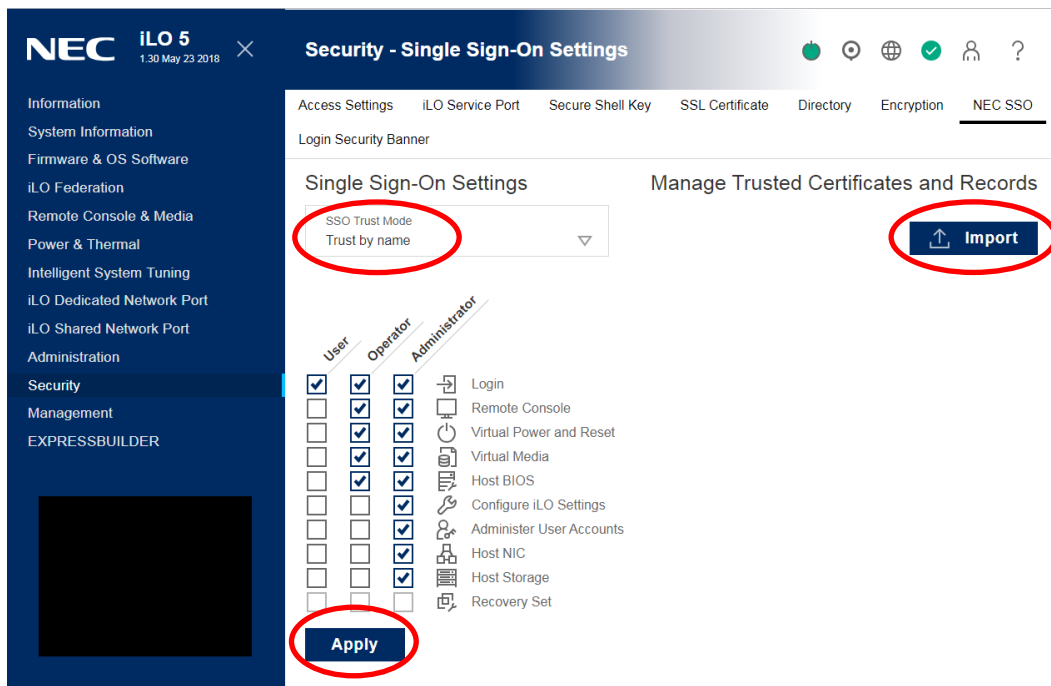 NEC iLO 5
1.30 May 23 2018
Security - Single Sign-On Settings
?
Information
System Information
Firmware & OS Software
iLO Federation
Remote Console & Media
Power & Thermal
Intelligent System Tuning
iLO Dedicated Network Port
iLO Shared Network Port
Administration
Security
Management
EXPRESSBUILDER
Access Settings iLO Service Port Secure Shell Key SSL Certificate Directory Encryption NEC SSO
Login Security Banner
Single Sign-On Settings
Manage Trusted Certificates and Records
SSO Trust Mode
Trust by name
Import
User Operator Administrator
Login
Remote Console
Virtual Power and Reset
Virtual Media
Host BIOS
Configure iLO Settings
Administer User Accounts
Host NIC
Host Storage
Recovery Set
Apply